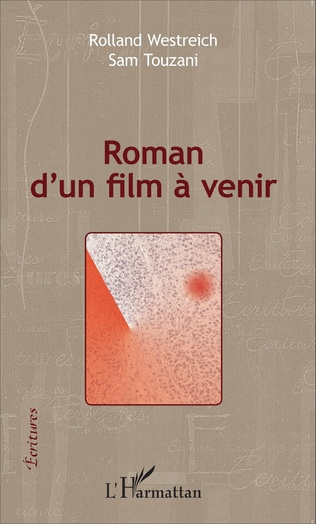 Rolland Westreich
Sam Touzani
Roman
d'un film à venir
Écritures
L'Harmattan